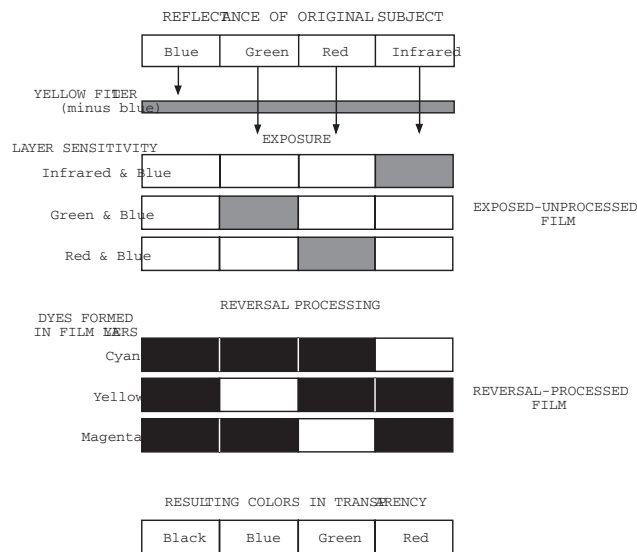 REFLECTANCE OF ORIGINAL SUBJECT
Blue Green Red Infrared
YELLOW FILTER
(minus blue)
EXPOSURE
LAYER SENSITIVITY
Infrared & Blue
Green & Blue
Red & Blue
EXPOSED-UNPROCESSED
FILM
REVERSAL PROCESSING
DYES FORMED
IN FILM LAYERS
Cyan
Yellow
Magenta
REVERSAL-PROCESSED
FILM
RESULTING COLORS IN TRANSPARENCY
Black Blue Green Red